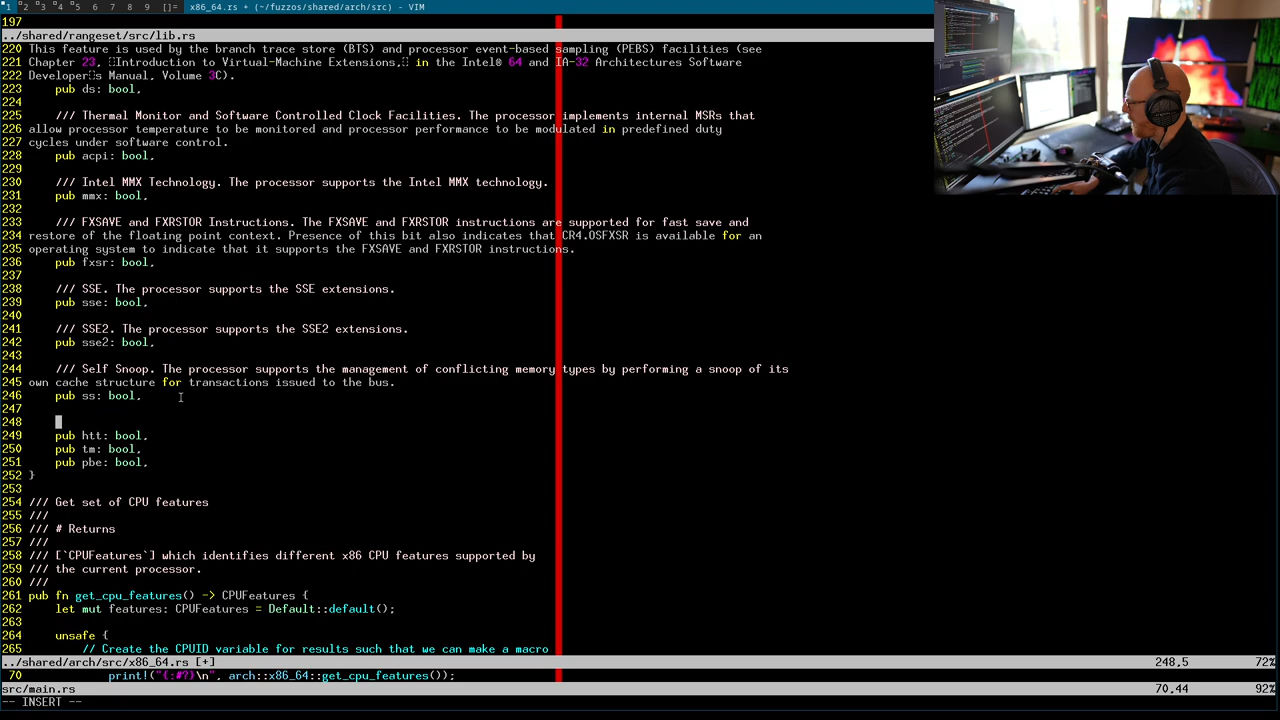 1 2 3 4 5 6 7 8 9 []= x86_64.rs + (~/fuzzos/shared/arch/src) - VIM
197
../shared/rangeset/src/lib.rs
220 This feature is used by the branch trace store (BTS) and processor event-based sampling (PEBS) facilities (see
221 Chapter 23, Introduction to Virtual-Machine Extensions, in the Intel® 64 and IA-32 Architectures Software
222 Developers Manual, Volume 3C).
223     pub ds: bool,
224
225     /// Thermal Monitor and Software Controlled Clock Facilities. The processor implements internal MSRs that
226 allow processor temperature to be monitored and processor performance to be modulated in predefined duty
227 cycles under software control.
228     pub acpi: bool,
229
230     /// Intel MMX Technology. The processor supports the Intel MMX technology.
231     pub mmx: bool,
232
233     /// FXSAVE and FXRSTOR Instructions. The FXSAVE and FXRSTOR instructions are supported for fast save and
234 restore of the floating point context. Presence of this bit also indicates that CR4.OSFXSR is available for an
235 operating system to indicate that it supports the FXSAVE and FXRSTOR instructions.
236     pub fxsr: bool,
237
238     /// SSE. The processor supports the SSE extensions.
239     pub sse: bool,
240
241     /// SSE2. The processor supports the SSE2 extensions.
242     pub sse2: bool,
243
244     /// Self Snoop. The processor supports the management of conflicting memory types by performing a snoop of its
245 own cache structure for transactions issued to the bus.
246     pub ss: bool,
247
248
249     pub htt: bool,
250     pub tm: bool,
251     pub pbe: bool,
252 }
253
254 /// Get set of CPU features
255 ///
256 /// # Returns
257 ///
258 /// [`CPUFeatures`] which identifies different x86 CPU features supported by
259 /// the current processor.
260 ///
261 pub fn get_cpu_features() -> CPUFeatures {
262     let mut features: CPUFeatures = Default::default();
263
264     unsafe {
265         // Create the CPUID variable for results such that we can make a macro
../shared/arch/src/x86_64.rs [+] 248,5 72%
70             print!("{:#?}\n", arch::x86_64::get_cpu_features());
src/main.rs 70,44 92%
-- INSERT --